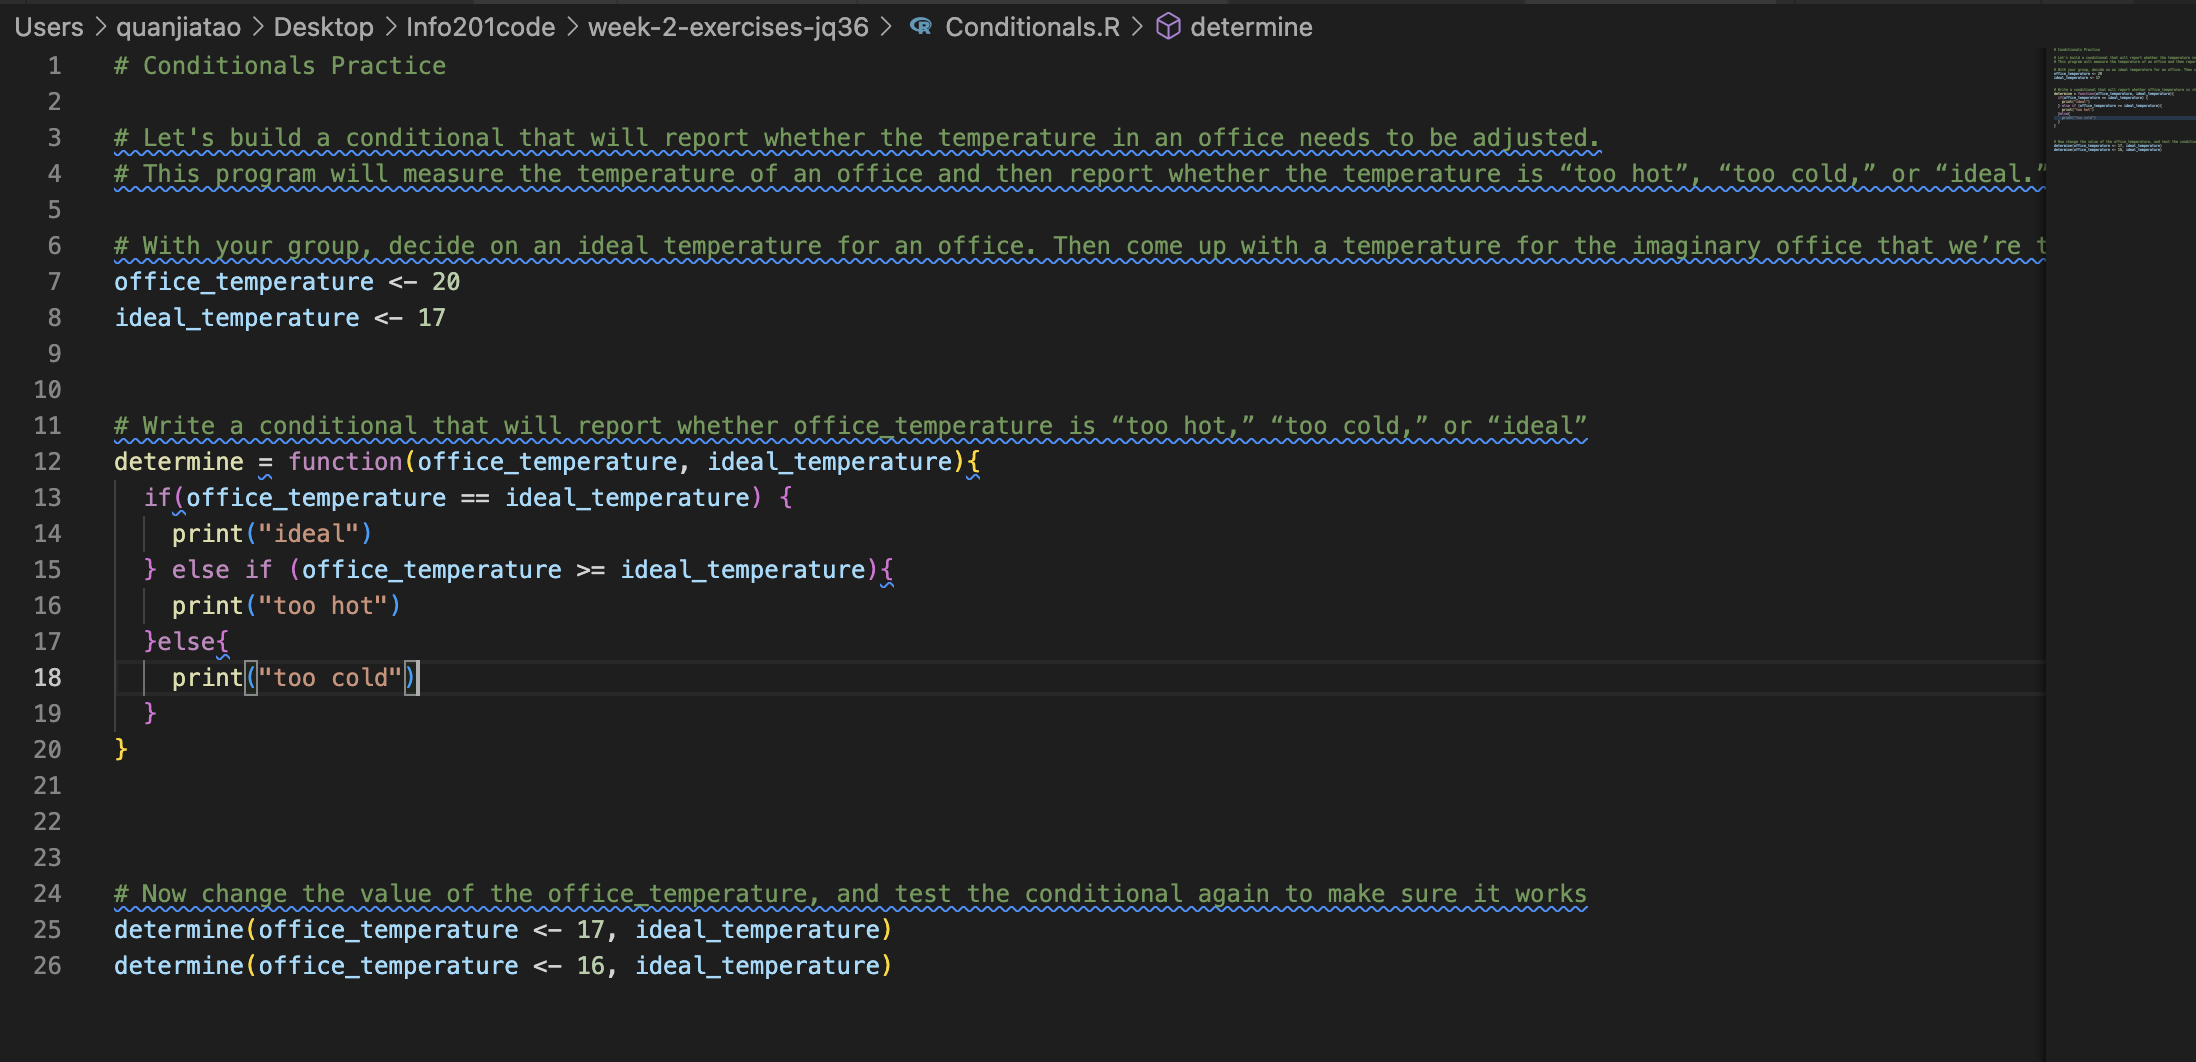 Users > quanjiatao > Desktop > Info201code > week-2-exercises-jq36 > Conditionals.R > determine
1 # Conditionals Practice
2
3 # Let's build a conditional that will report whether the temperature in an office needs to be adjusted.
4 # This program will measure the temperature of an office and then report whether the temperature is “too hot”, “too cold,” or “ideal.”
5
6 # With your group, decide on an ideal temperature for an office. Then come up with a temperature for the imaginary office that we’re t
7 office_temperature <- 20
8 ideal_temperature <- 17
9
10
11 # Write a conditional that will report whether office_temperature is “too hot,” “too cold,” or “ideal”
12 determine = function(office_temperature, ideal_temperature){
13   if(office_temperature == ideal_temperature) {
14     print("ideal")
15   } else if (office_temperature >= ideal_temperature){
16     print("too hot")
17   }else{
18     print("too cold")
19   }
20 }
21
22
23
24 # Now change the value of the office_temperature, and test the conditional again to make sure it works
25 determine(office_temperature <- 17, ideal_temperature)
26 determine(office_temperature <- 16, ideal_temperature)